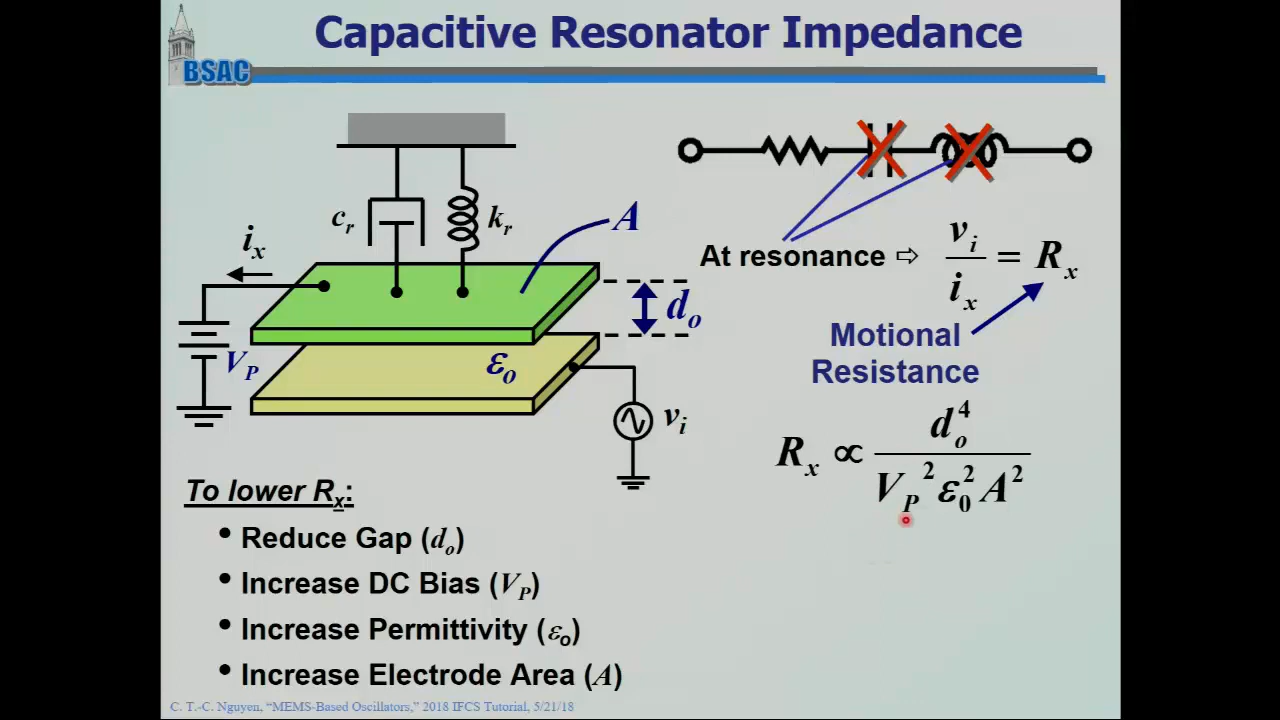 Capacitive Resonator Impedance
BSAC
c_r
k_r
A
i_x
d_o
V_P
ε_o
v_i
At resonance ⇨ v_i / i_x = R_x
Motional
Resistance
R_x ∝ d_o^4 / V_P^2 ε_0^2 A^2
To lower R_x:
• Reduce Gap (d_o)
• Increase DC Bias (V_P)
• Increase Permittivity (ε_o)
• Increase Electrode Area (A)
C. T.-C. Nguyen, “MEMS-Based Oscillators,” 2018 IFCS Tutorial, 5/21/18